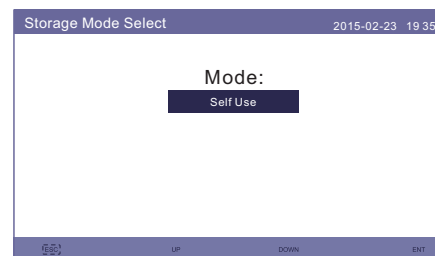 Storage Mode Select 2015-02-23 19 35
Mode:
Self Use
ESC UP DOWN ENT